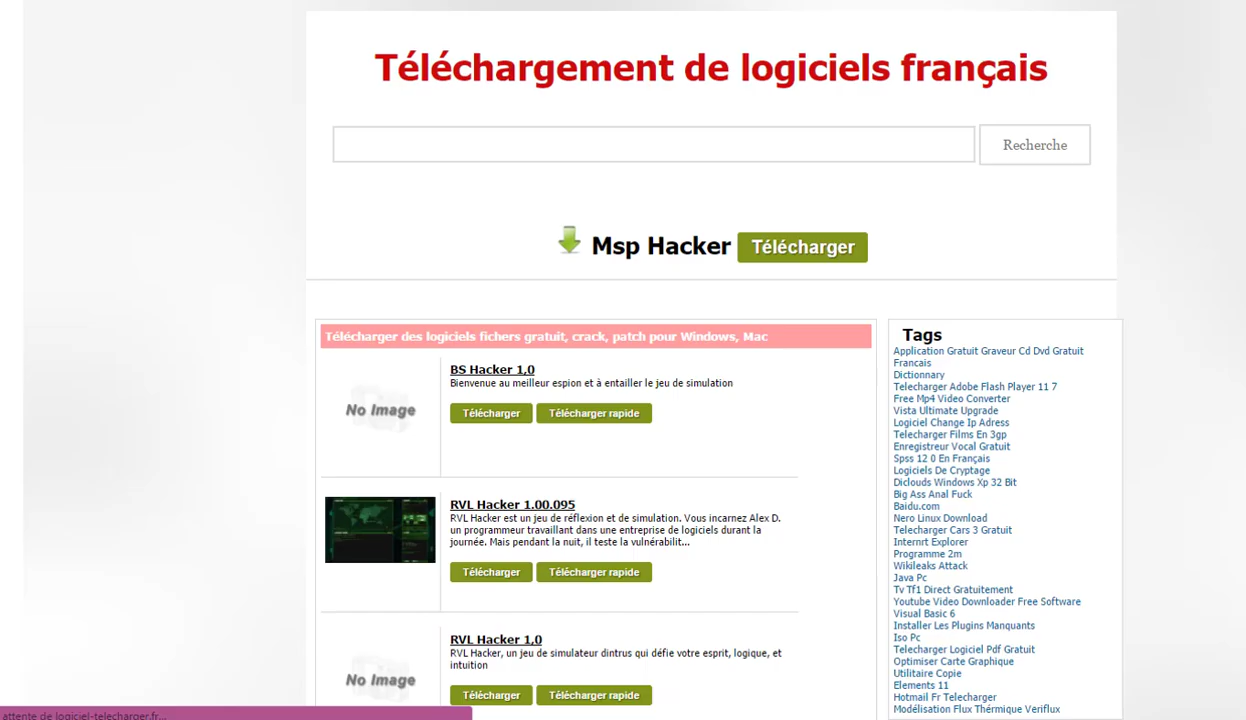 Téléchargement de logiciels français
Recherche
Msp Hacker Télécharger
Télécharger des logiciels fichers gratuit, crack, patch pour Windows, Mac
BS Hacker 1,0
Bienvenue au meilleur espion et à entailler le jeu de simulation
No Image
Télécharger Télécharger rapide
RVL Hacker 1.00.095
RVL Hacker est un jeu de réflexion et de simulation. Vous incarnez Alex D.
un programmeur travaillant dans une entreprise de logiciels durant la
journée. Mais pendant la nuit, il teste la vulnérabilit...
Télécharger Télécharger rapide
RVL Hacker 1,0
RVL Hacker, un jeu de simulateur dintrus qui défie votre esprit, logique, et
intuition
No Image
Télécharger Télécharger rapide
Tags
Application Gratuit Graveur Cd Dvd Gratuit
Francais
Dictionnary
Telecharger Adobe Flash Player 11 7
Free Mp4 Video Converter
Vista Ultimate Upgrade
Logiciel Change Ip Adress
Telecharger Films En 3gp
Enregistreur Vocal Gratuit
Spss 12 0 En Français
Logiciels De Cryptage
Diclouds Windows Xp 32 Bit
Big Ass Anal Fuck
Baidu.com
Nero Linux Download
Telecharger Cars 3 Gratuit
Internrt Explorer
Programme 2m
Wikileaks Attack
Java Pc
Tv Tf1 Direct Gratuitement
Youtube Video Downloader Free Software
Visual Basic 6
Installer Les Plugins Manquants
Iso Pc
Telecharger Logiciel Pdf Gratuit
Optimiser Carte Graphique
Utilitaire Copie
Elements 11
Hotmail Fr Telecharger
Modélisation Flux Thérmique Veriflux
attente de logiciel-telecharger.fr...